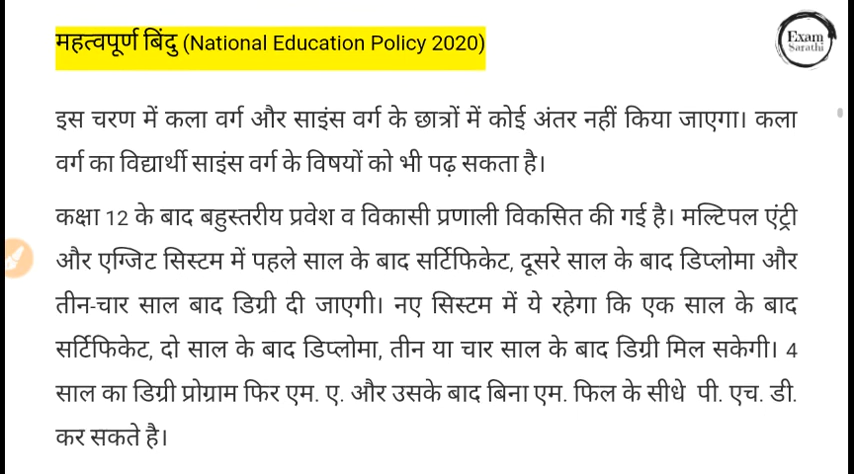 महत्वपूर्ण बिंदु (National Education Policy 2020)
Exam
Sarathi
इस चरण में कला वर्ग और साइंस वर्ग के छात्रों में कोई अंतर नहीं किया जाएगा। कला
वर्ग का विद्यार्थी साइंस वर्ग के विषयों को भी पढ़ सकता है।
कक्षा 12 के बाद बहुस्तरीय प्रवेश व विकासी प्रणाली विकसित की गई है। मल्टिपल एंट्री
और एग्जिट सिस्टम में पहले साल के बाद सर्टिफिकेट, दूसरे साल के बाद डिप्लोमा और
तीन-चार साल बाद डिग्री दी जाएगी। नए सिस्टम में ये रहेगा कि एक साल के बाद
सर्टिफिकेट, दो साल के बाद डिप्लोमा, तीन या चार साल के बाद डिग्री मिल सकेगी। 4
साल का डिग्री प्रोग्राम फिर एम. ए. और उसके बाद बिना एम. फिल के सीधे पी. एच. डी.
कर सकते है।